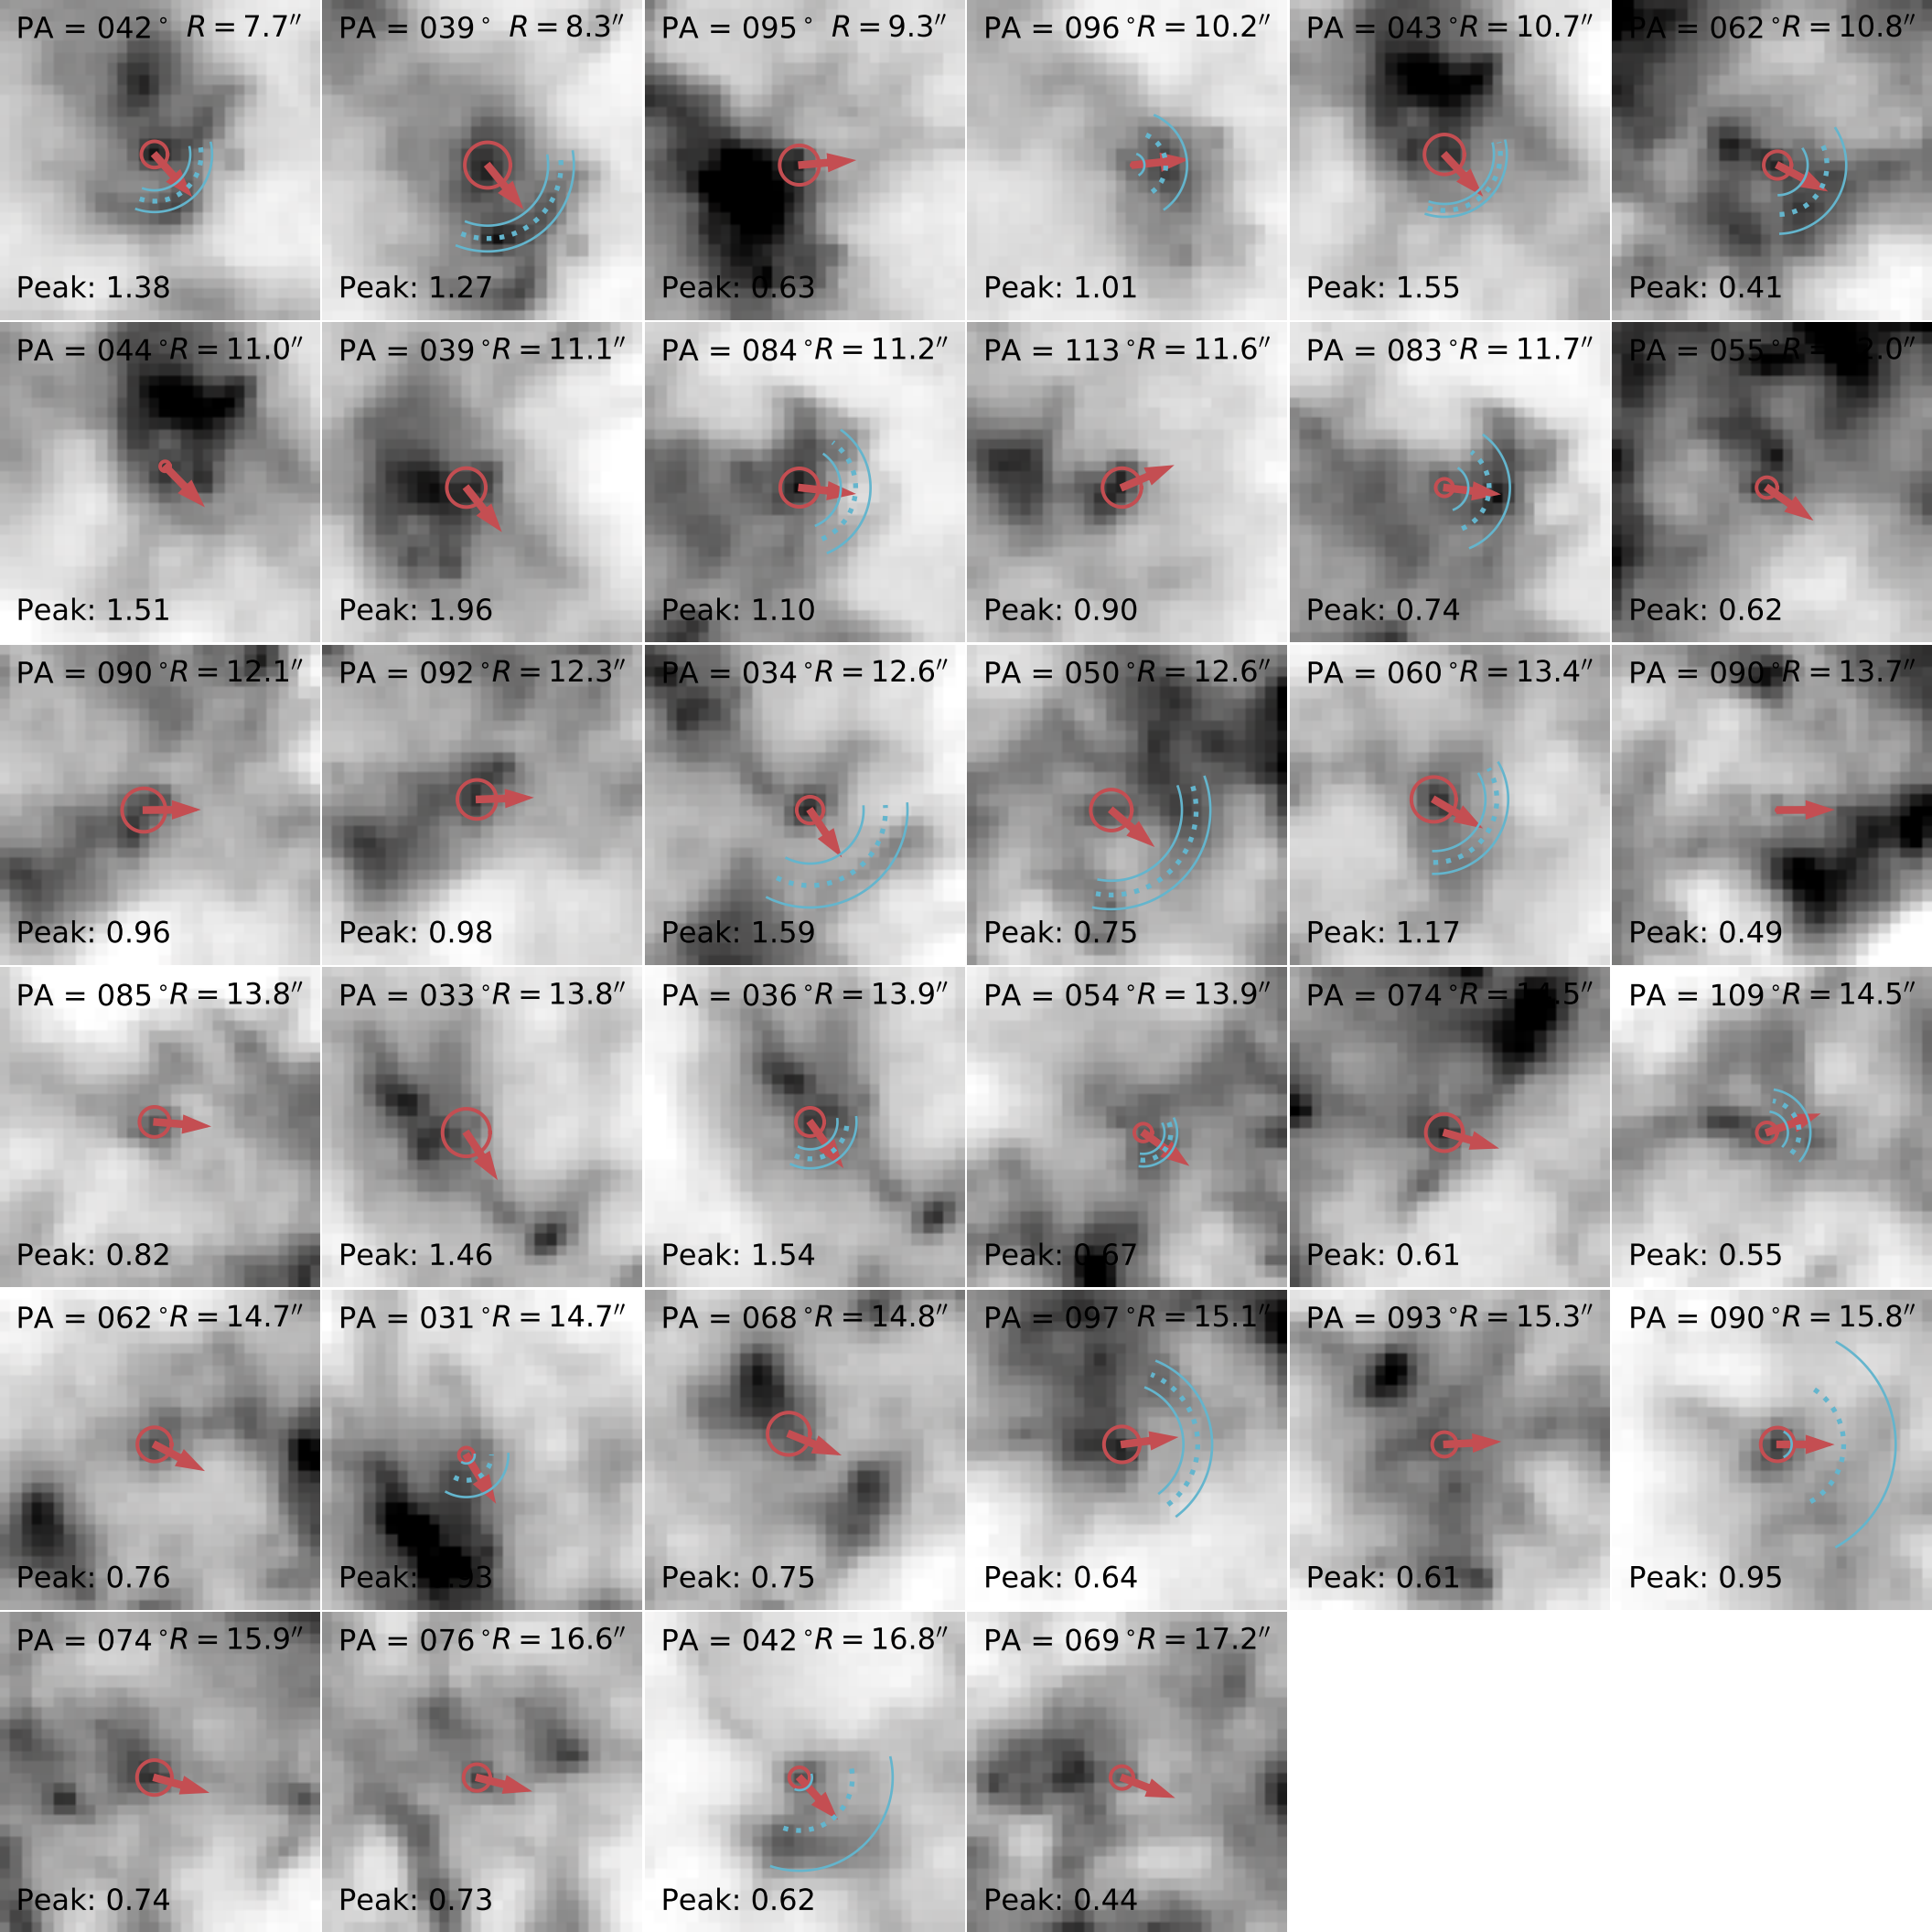 PA = 042° R = 7.7″
Peak: 1.38
PA = 039° R = 8.3″
Peak: 1.27
PA = 095° R = 9.3″
Peak: 0.63
PA = 096° R = 10.2″
Peak: 1.01
PA = 043° R = 10.7″
Peak: 1.55
PA = 062° R = 10.8″
Peak: 0.41
PA = 044° R = 11.0″
Peak: 1.51
PA = 039° R = 11.1″
Peak: 1.96
PA = 084° R = 11.2″
Peak: 1.10
PA = 113° R = 11.6″
Peak: 0.90
PA = 083° R = 11.7″
Peak: 0.74
PA = 055° R =
Peak: 0.62
PA = 090° R = 12.1″
Peak: 0.96
PA = 092° R = 12.3″
Peak: 0.98
PA = 034° R = 12.6″
Peak: 1.59
PA = 050° R = 12.6″
Peak: 0.75
PA = 060° R = 13.4″
Peak: 1.17
PA = 090° R = 13.7″
Peak: 0.49
PA = 085° R = 13.8″
Peak: 0.82
PA = 033° R = 13.8″
Peak: 1.46
PA = 036° R = 13.9″
Peak: 1.54
PA = 054° R = 13.9″
Peak: 0.67
PA = 074° R = 14.5″
Peak: 0.61
PA = 109° R = 14.5″
Peak: 0.55
PA = 062° R = 14.7″
Peak: 0.76
PA = 031° R = 14.7″
Peak:
PA = 068° R = 14.8″
Peak: 0.75
PA = 097° R = 15.1″
Peak: 0.64
PA = 093° R = 15.3″
Peak: 0.61
PA = 090° R = 15.8″
Peak: 0.95
PA = 074° R = 15.9″
Peak: 0.74
PA = 076° R = 16.6″
Peak: 0.73
PA = 042° R = 16.8″
Peak: 0.62
PA = 069° R = 17.2″
Peak: 0.44